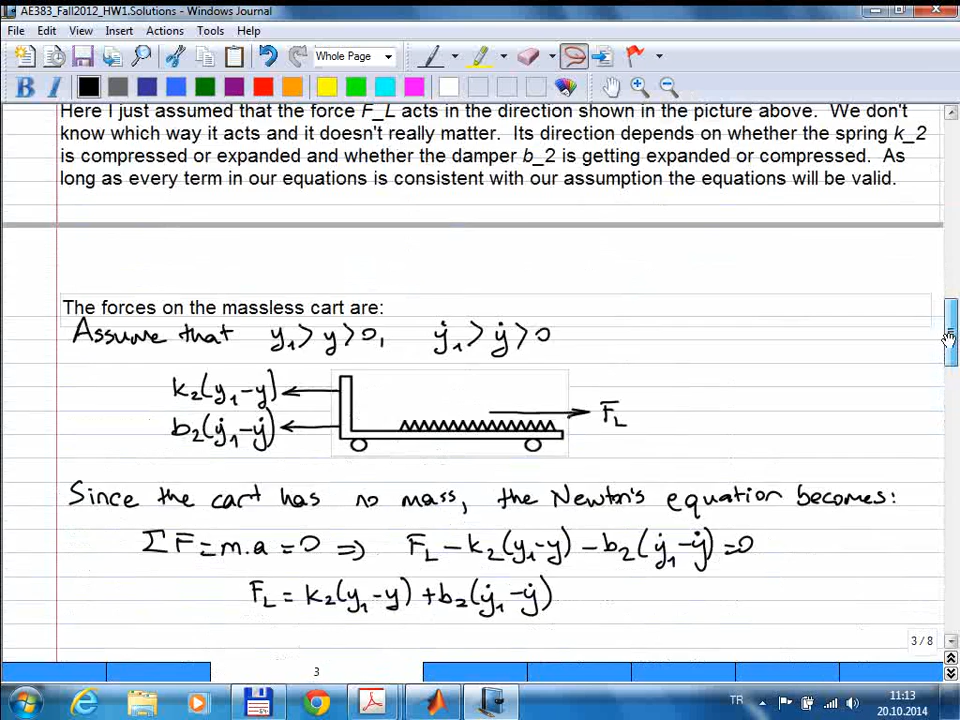 AE383_Fall2012_HW1.Solutions - Windows Journal
File Edit View Insert Actions Tools Help
Whole Page
B I
Here I just assumed that the force F_L acts in the direction shown in the picture above. We don't
know which way it acts and it doesn't really matter. Its direction depends on whether the spring k_2
is compressed or expanded and whether the damper b_2 is getting expanded or compressed. As
long as every term in our equations is consistent with our assumption the equations will be valid.
The forces on the massless cart are:
Assume that y₁ > y > 0, ẏ₁ > ẏ > 0
k₂(y₁-y)
b₂(ẏ₁-ẏ)
F_L
Since the cart has no mass, the Newton's equation becomes:
ΣF = m.a = 0 ⇒ F_L - k₂(y₁-y) - b₂(ẏ₁-ẏ) = 0
F_L = k₂(y₁-y) + b₂(ẏ₁-ẏ)
3 / 8
3
TR
11:13
20.10.2014